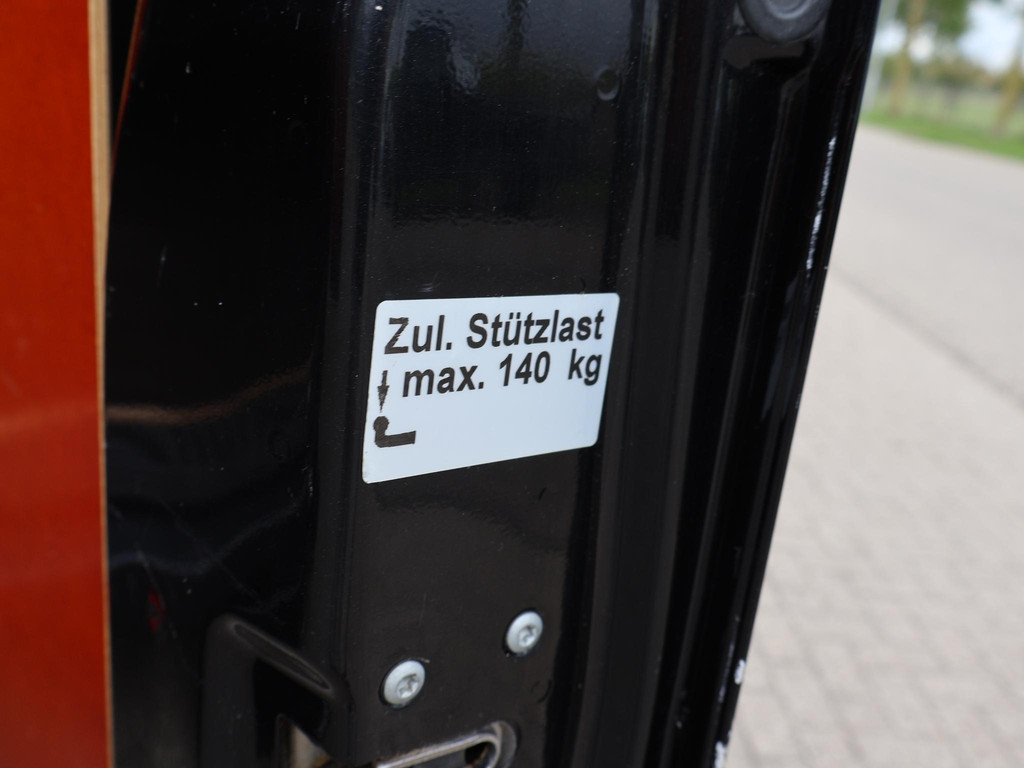 Zul. Stützlast
max. 140 kg